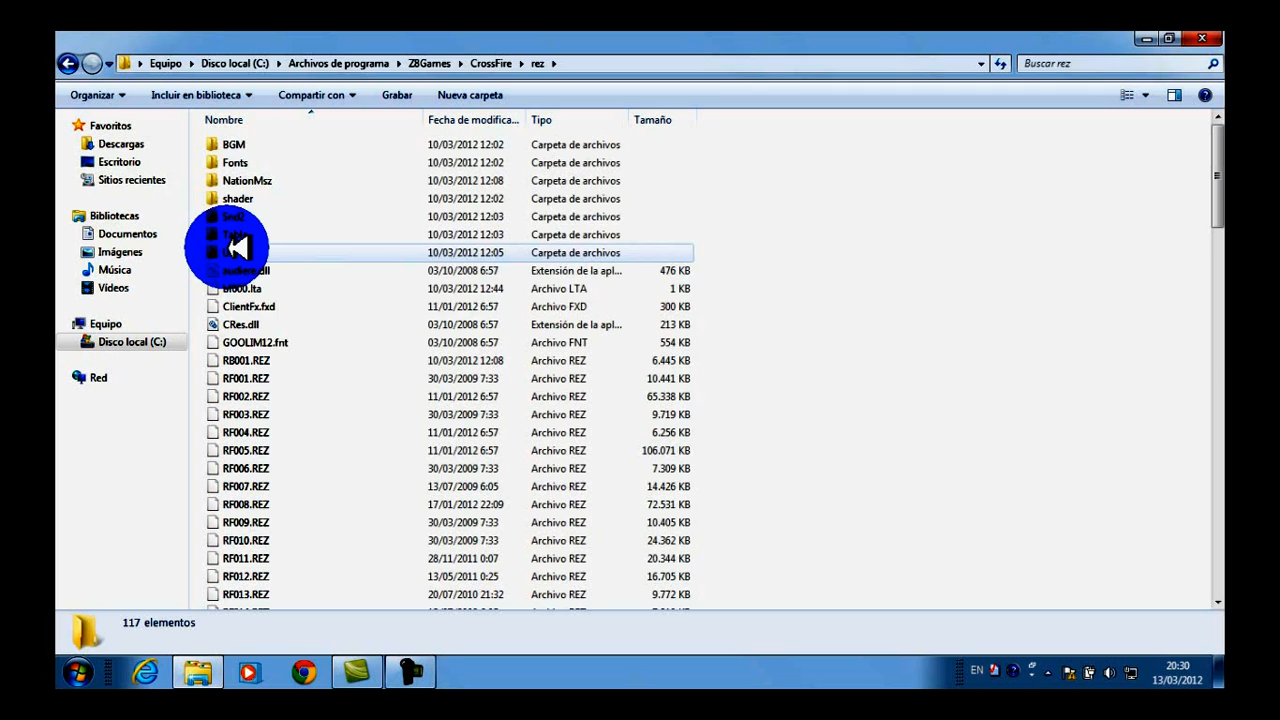 Equipo Disco local (C:) Archivos de programa Z8Games CrossFire rez Buscar rez
Organizar Incluir en biblioteca Compartir con Grabar Nueva carpeta
Nombre Fecha de modifica... Tipo Tamaño
Favoritos
Descargas
Escritorio
Sitios recientes
Bibliotecas
Documentos
Imágenes
Música
Vídeos
Equipo
Disco local (C:)
Red
BGM 10/03/2012 12:02 Carpeta de archivos
Fonts 10/03/2012 12:02 Carpeta de archivos
NationMsz 10/03/2012 12:08 Carpeta de archivos
shader 10/03/2012 12:02 Carpeta de archivos
Snd2 10/03/2012 12:03 Carpeta de archivos
10/03/2012 12:03 Carpeta de archivos
10/03/2012 12:05 Carpeta de archivos
03/10/2008 6:57 Extensión de la apl... 476 KB
10/03/2012 12:44 Archivo LTA 1 KB
ClientFx.fxd 11/01/2012 6:57 Archivo FXD 300 KB
CRes.dll 03/10/2008 6:57 Extensión de la apl... 213 KB
GOOLIM12.fnt 03/10/2008 6:57 Archivo FNT 554 KB
RB001.REZ 10/03/2012 12:08 Archivo REZ 6.445 KB
RF001.REZ 30/03/2009 7:33 Archivo REZ 10.441 KB
RF002.REZ 11/01/2012 6:57 Archivo REZ 65.338 KB
RF003.REZ 30/03/2009 7:33 Archivo REZ 9.719 KB
RF004.REZ 11/01/2012 6:57 Archivo REZ 6.256 KB
RF005.REZ 11/01/2012 6:57 Archivo REZ 106.071 KB
RF006.REZ 30/03/2009 7:33 Archivo REZ 7.309 KB
RF007.REZ 13/07/2009 6:05 Archivo REZ 14.426 KB
RF008.REZ 17/01/2012 22:09 Archivo REZ 72.531 KB
RF009.REZ 30/03/2009 7:33 Archivo REZ 10.405 KB
RF010.REZ 30/03/2009 7:33 Archivo REZ 24.362 KB
RF011.REZ 28/11/2011 0:07 Archivo REZ 20.344 KB
RF012.REZ 13/05/2011 0:25 Archivo REZ 16.705 KB
RF013.REZ 20/07/2010 21:32 Archivo REZ 9.772 KB
117 elementos
EN 20:30
13/03/2012